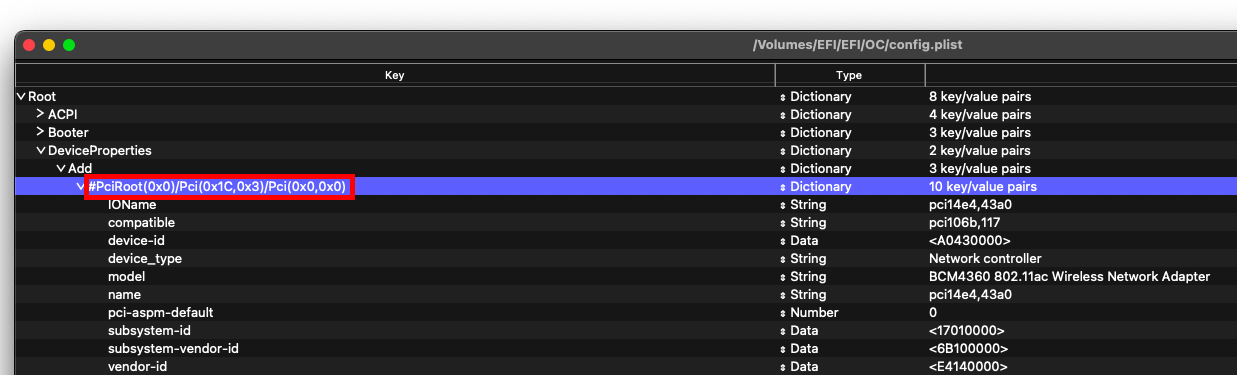 /Volumes/EFI/EFI/OC/config.plist
Key Type
Root Dictionary 8 key/value pairs
ACPI Dictionary 4 key/value pairs
Booter Dictionary 3 key/value pairs
DeviceProperties Dictionary 2 key/value pairs
Add Dictionary 3 key/value pairs
#PciRoot(0x0)/Pci(0x1C,0x3)/Pci(0x0,0x0) Dictionary 10 key/value pairs
IOName String pci14e4,43a0
compatible String pci106b,117
device-id Data <A0430000>
device_type String Network controller
model String BCM4360 802.11ac Wireless Network Adapter
name String pci14e4,43a0
pci-aspm-default Number 0
subsystem-id Data <17010000>
subsystem-vendor-id Data <6B100000>
vendor-id Data <E4140000>